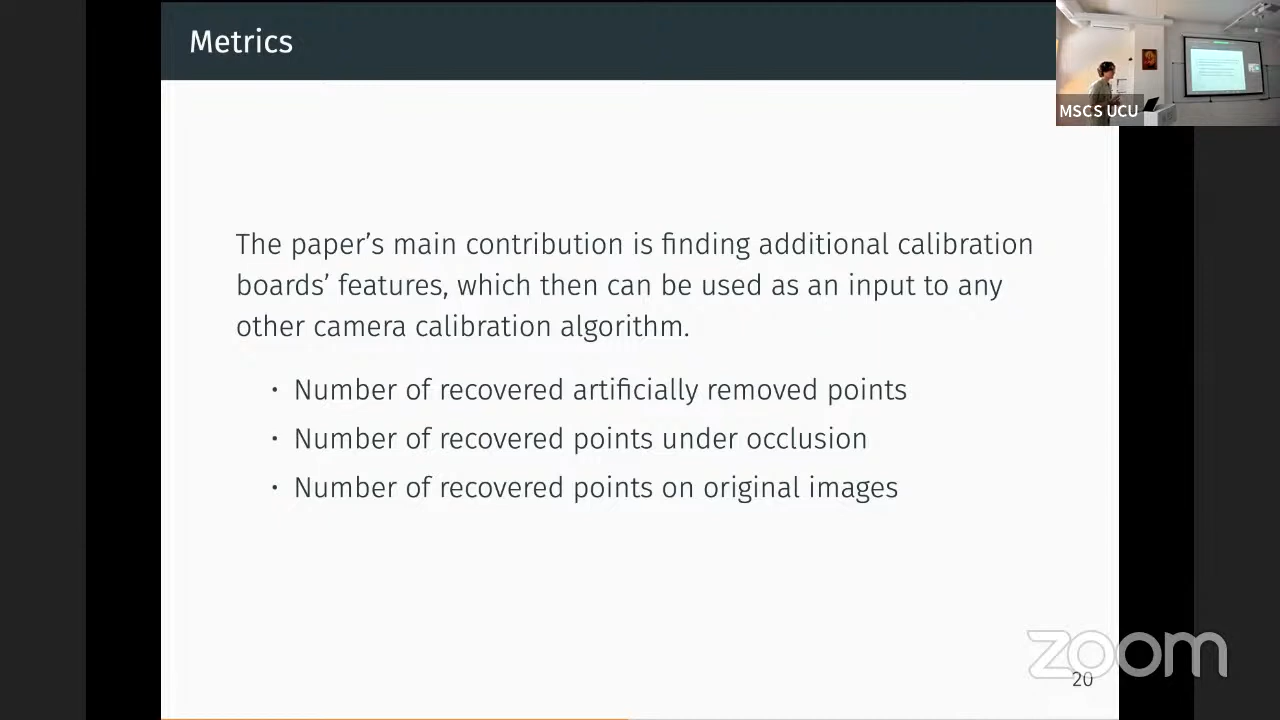 Metrics
MSCS UCU
The paper’s main contribution is finding additional calibration
boards’ features, which then can be used as an input to any
other camera calibration algorithm.
• Number of recovered artificially removed points
• Number of recovered points under occlusion
• Number of recovered points on original images
zoom
20